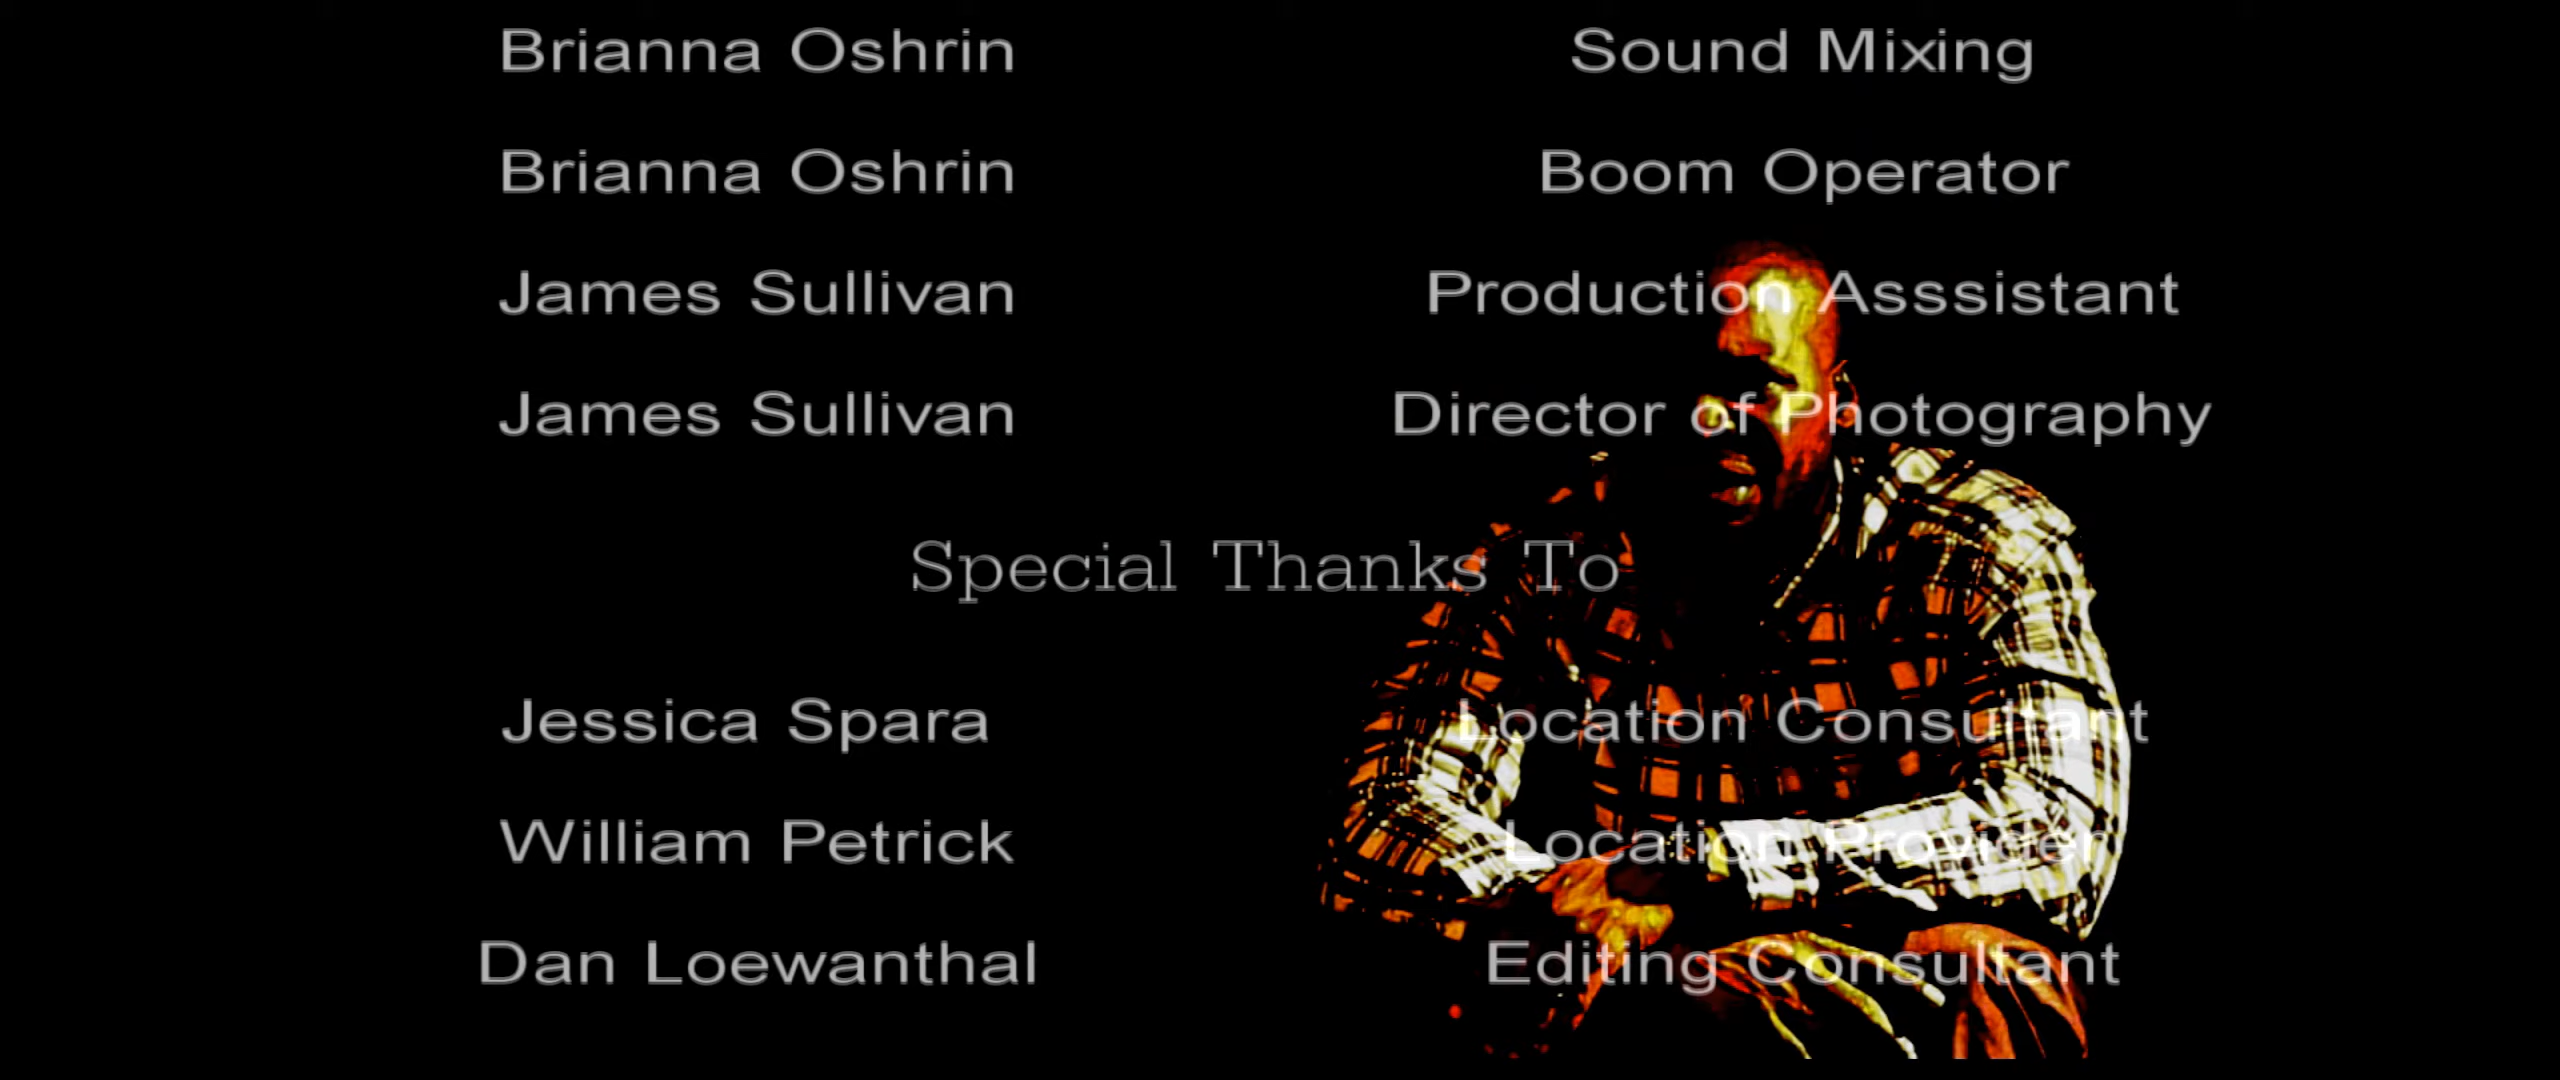 Brianna Oshrin Sound Mixing
Brianna Oshrin Boom Operator
James Sullivan Production Asssistant
James Sullivan Director of Photography
Special Thanks To
Jessica Spara Location Consultant
William Petrick Location Provider
Dan Loewanthal Editing Consultant